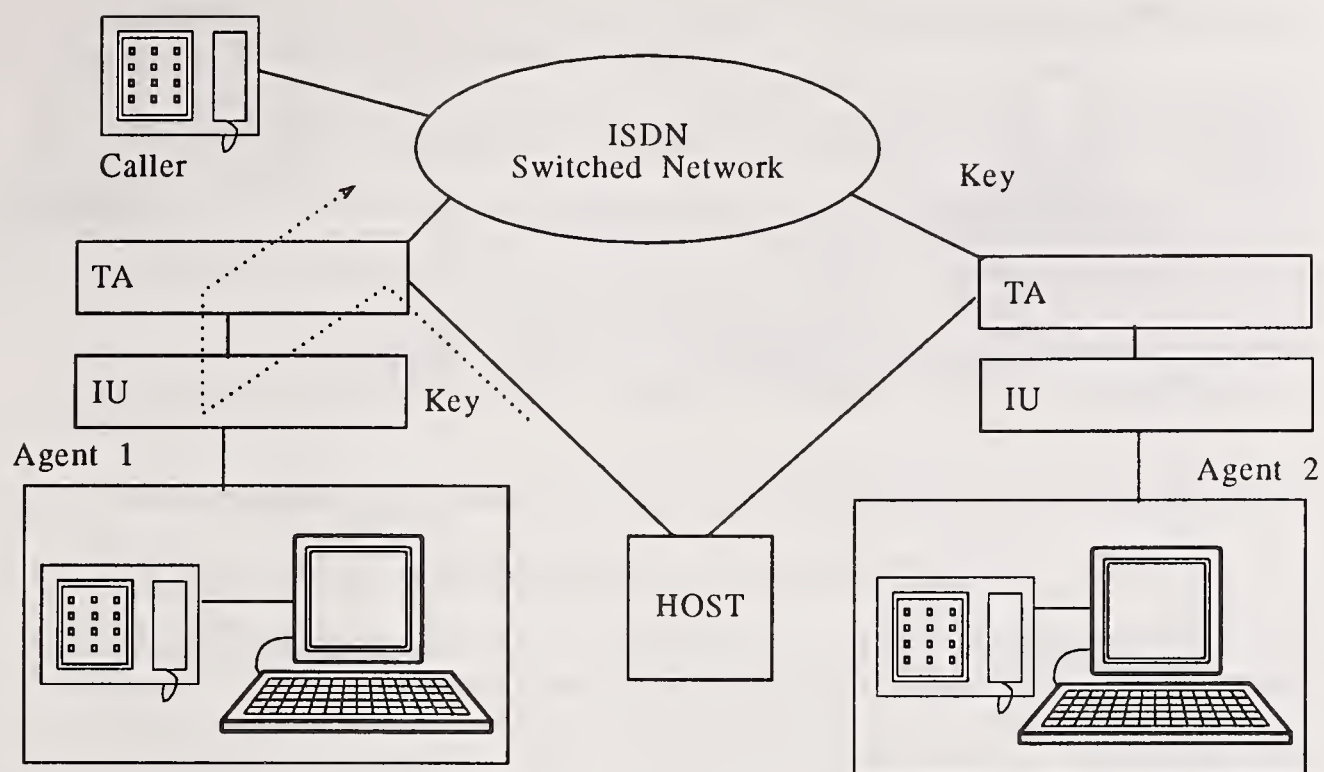 ISDN
Switched Network
Caller
Key
TA
TA
IU
Key
IU
Agent 1
Agent 2
HOST